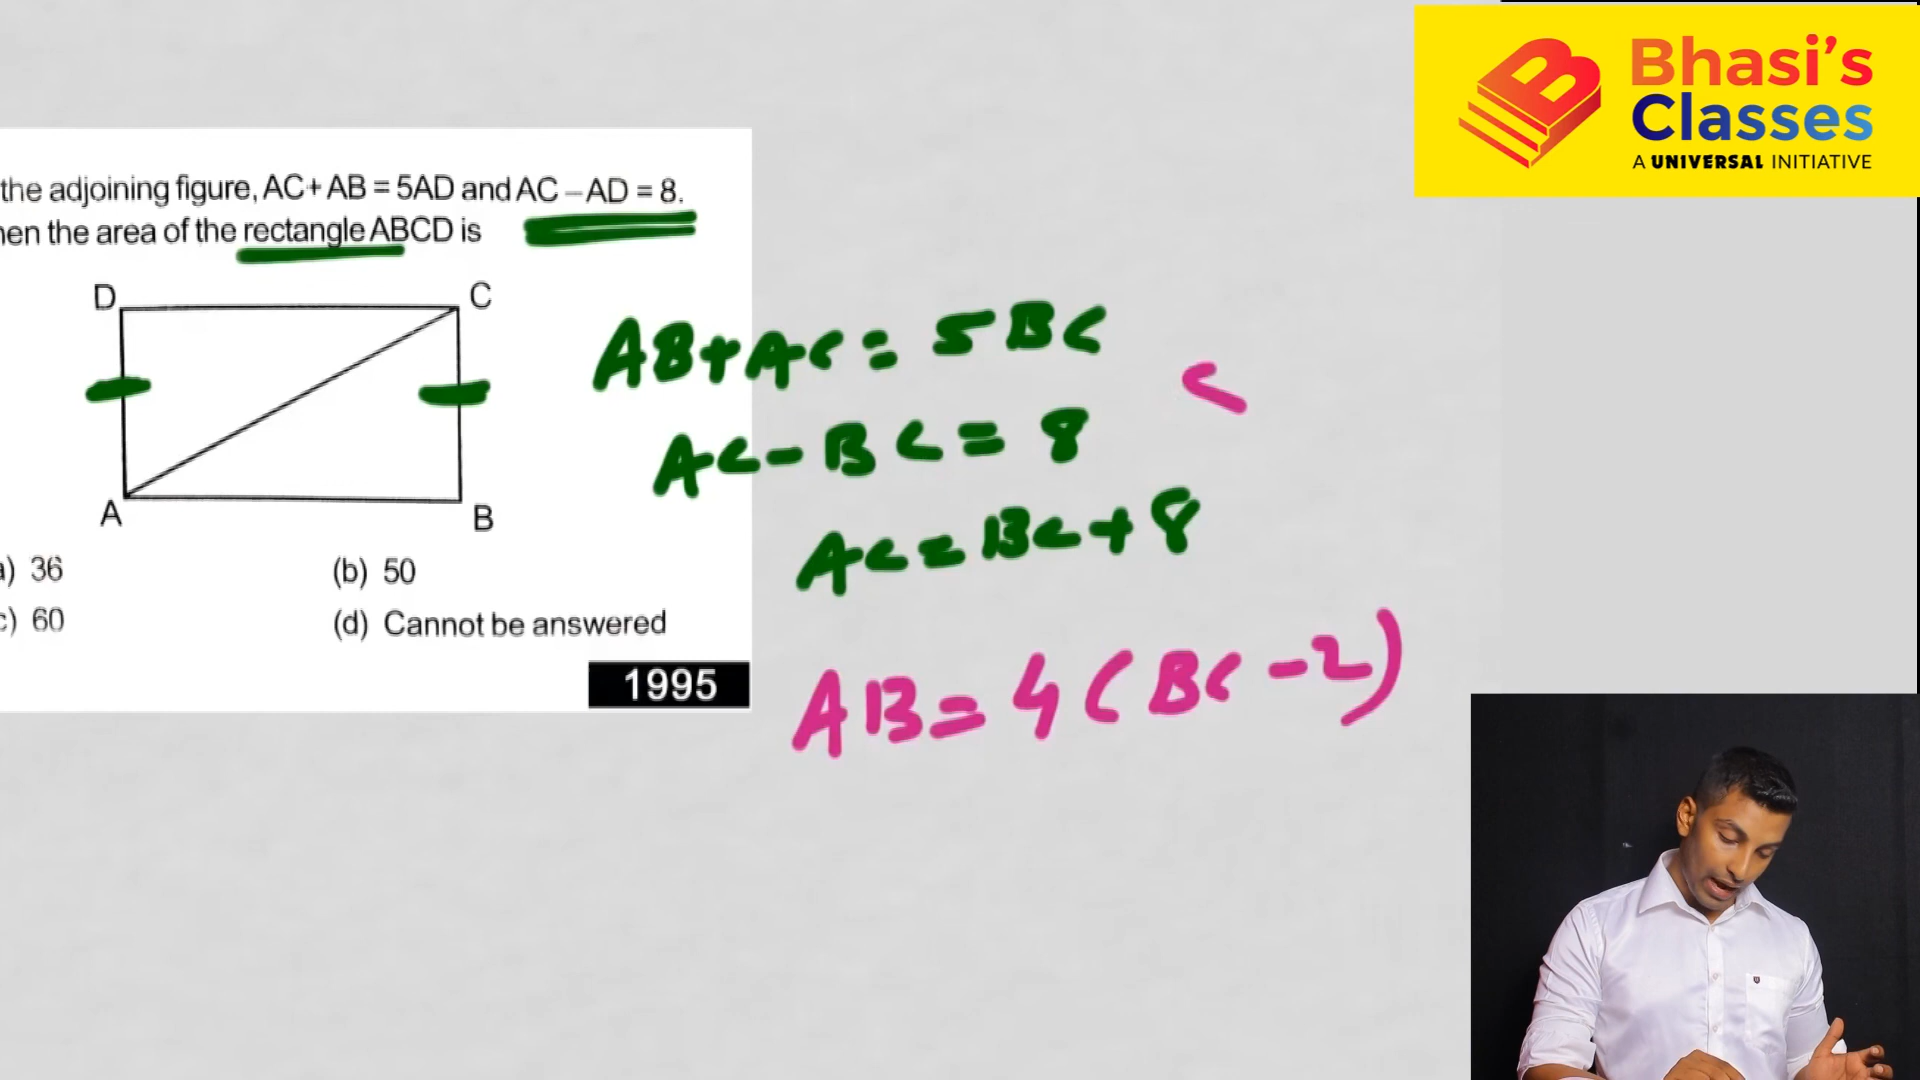 Bhasi's
Classes
A UNIVERSAL INITIATIVE
the adjoining figure, AC+ AB = 5AD and AC – AD = 8.
hen the area of the rectangle ABCD is
D
C
A
B
a) 36
(b) 50
c) 60
(d) Cannot be answered
1995
AB+AC= 5BC
AC-BC= 8
AC=BC+8
AB=4(BC-2)